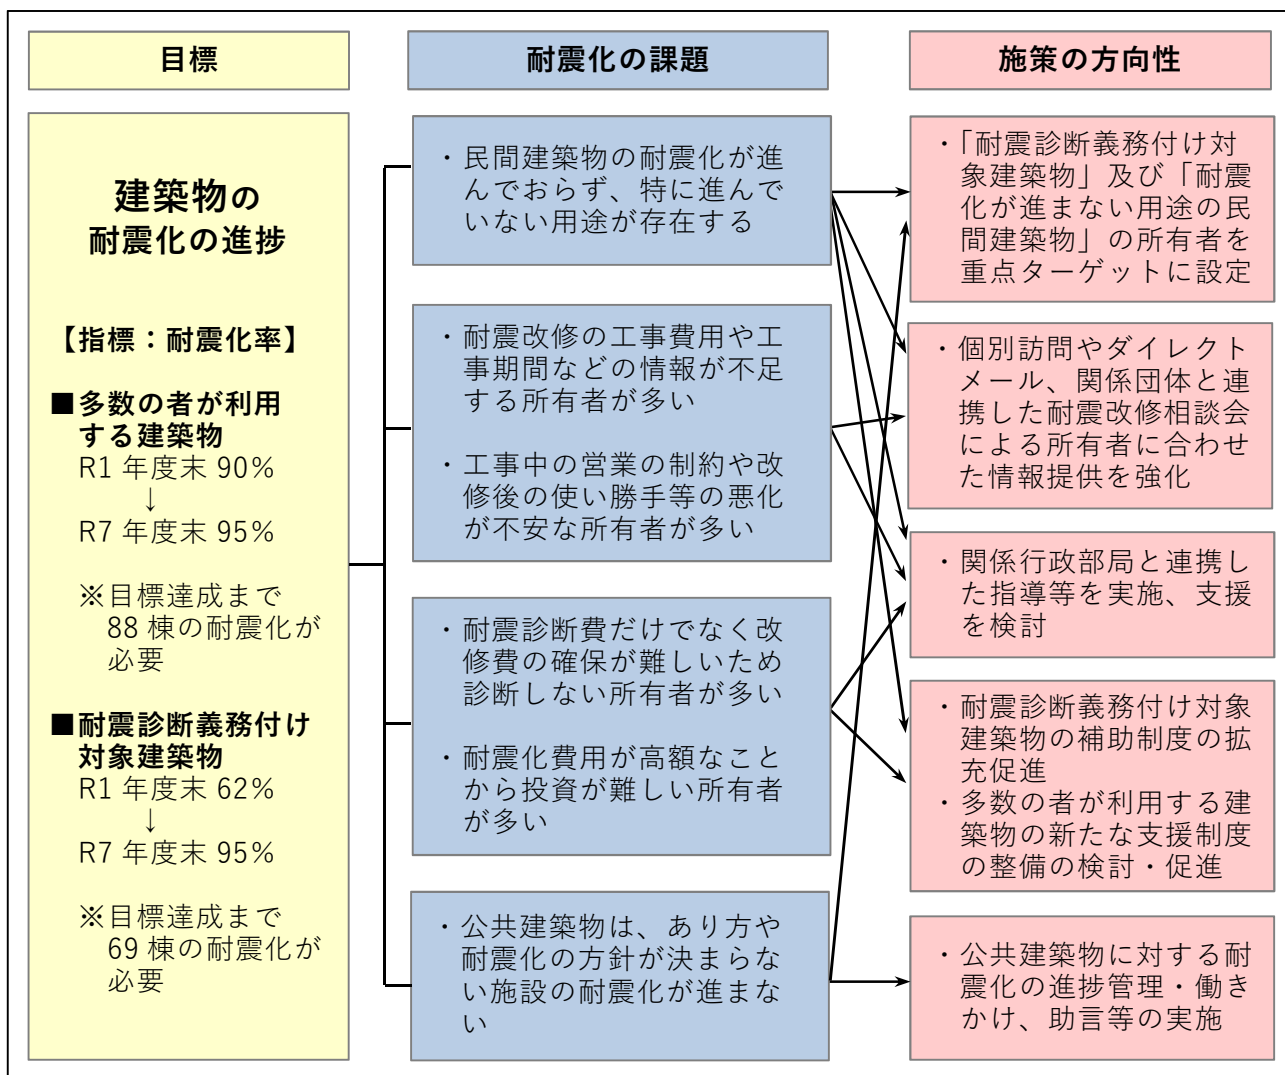 目標
建築物の
耐震化の進捗
【指標：耐震化率】
■多数の者が利用
する建築物
R1 年度末 90%
↓
R7 年度末 95%
※目標達成まで
88 棟の耐震化が
必要
■耐震診断義務付け
対象建築物
R1 年度末 62%
↓
R7 年度末 95%
※目標達成まで
69 棟の耐震化が
必要
耐震化の課題
・民間建築物の耐震化が進
んでおらず、特に進んで
いない用途が存在する
・耐震改修の工事費用や工
事期間などの情報が不足
する所有者が多い
・工事中の営業の制約や改
修後の使い勝手等の悪化
が不安な所有者が多い
・耐震診断費だけでなく改
修費の確保が難しいため
診断しない所有者が多い
・耐震化費用が高額なこと
から投資が難しい所有者
が多い
・公共建築物は、あり方や
耐震化の方針が決まらな
い施設の耐震化が進まな
い
施策の方向性
・「耐震診断義務付け対
象建築物」及び「耐震
化が進まない用途の民
間建築物」の所有者を
重点ターゲットに設定
・個別訪問やダイレクト
メール、関係団体と連
携した耐震改修相談会
による所有者に合わせ
た情報提供を強化
・関係行政部局と連携し
た指導等を実施、支援
を検討
・耐震診断義務付け対象
建築物の補助制度の拡
充促進
・多数の者が利用する建
築物の新たな支援制度
の整備の検討・促進
・公共建築物に対する耐
震化の進捗管理・働き
かけ、助言等の実施